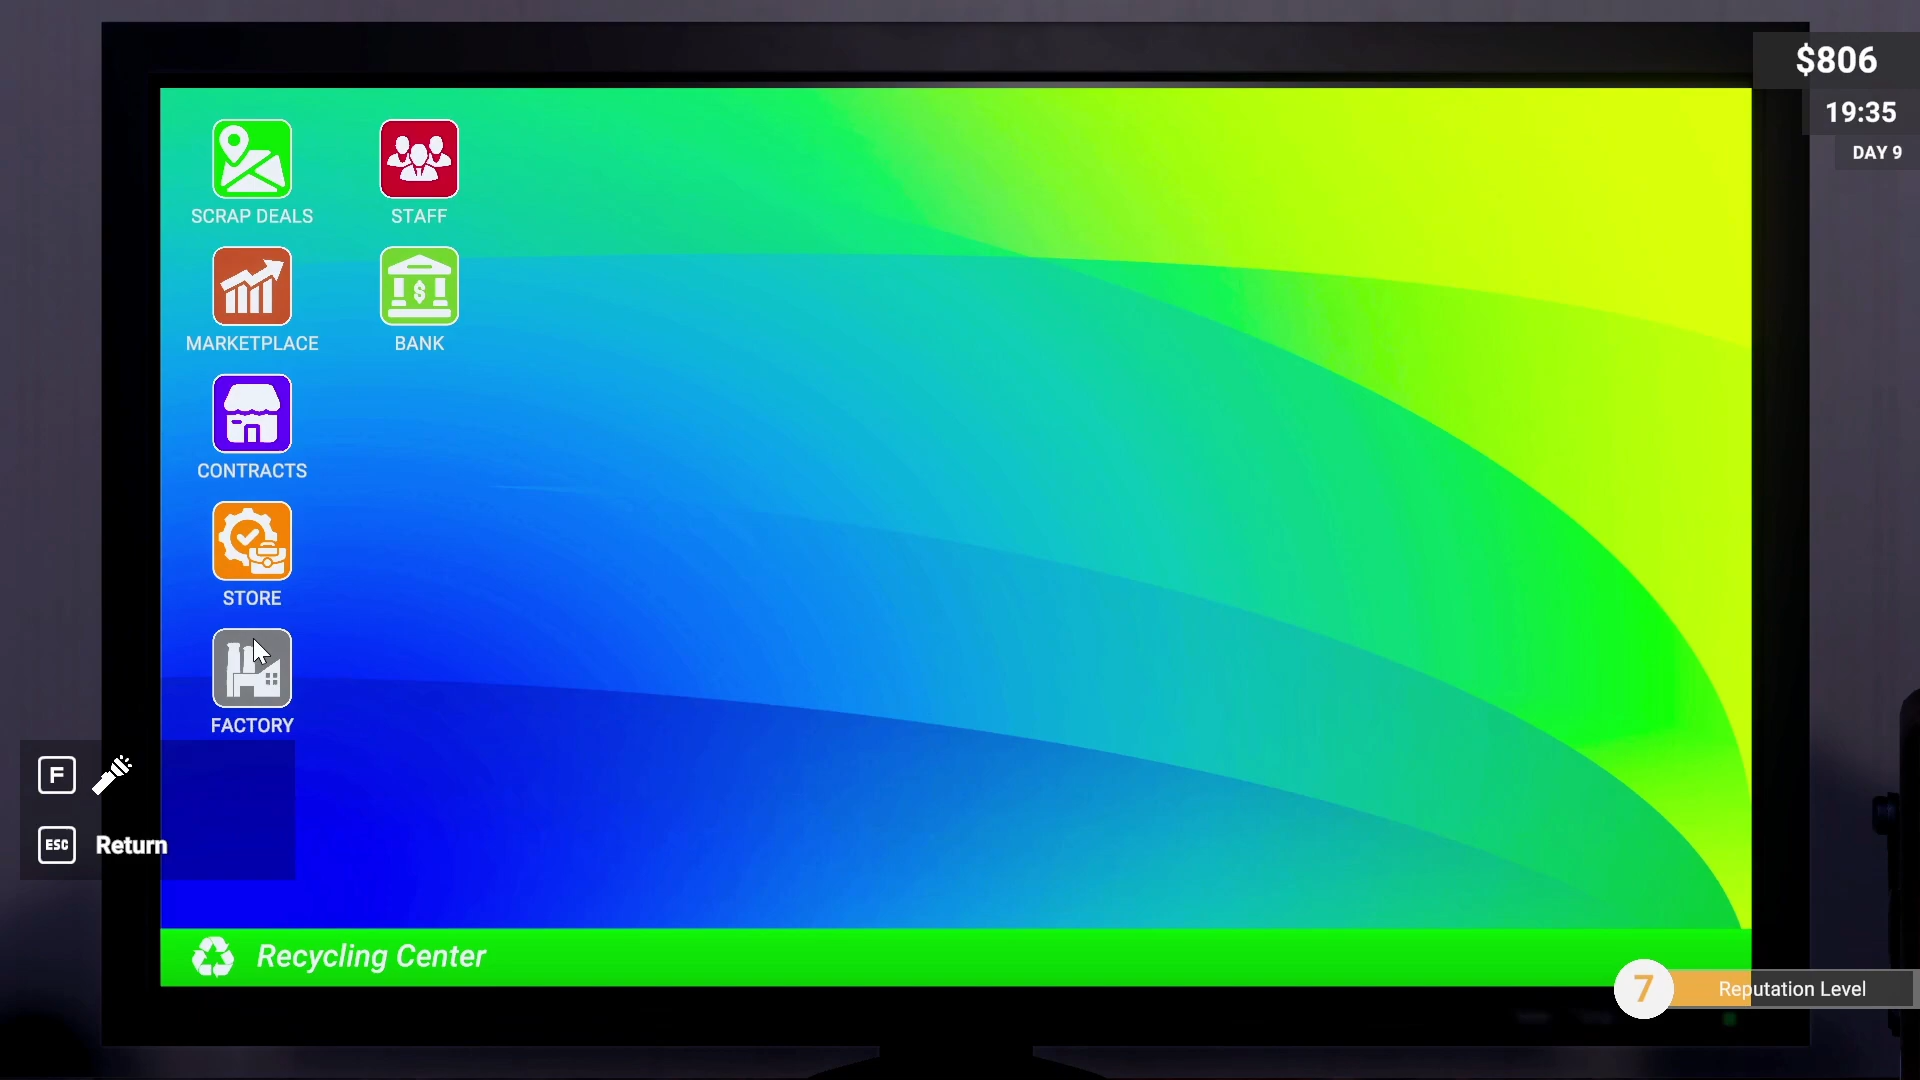 $806
19:35
DAY 9
SCRAP DEALS
STAFF
MARKETPLACE
BANK
CONTRACTS
STORE
FACTORY
F
ESC Return
Recycling Center
7 Reputation Level